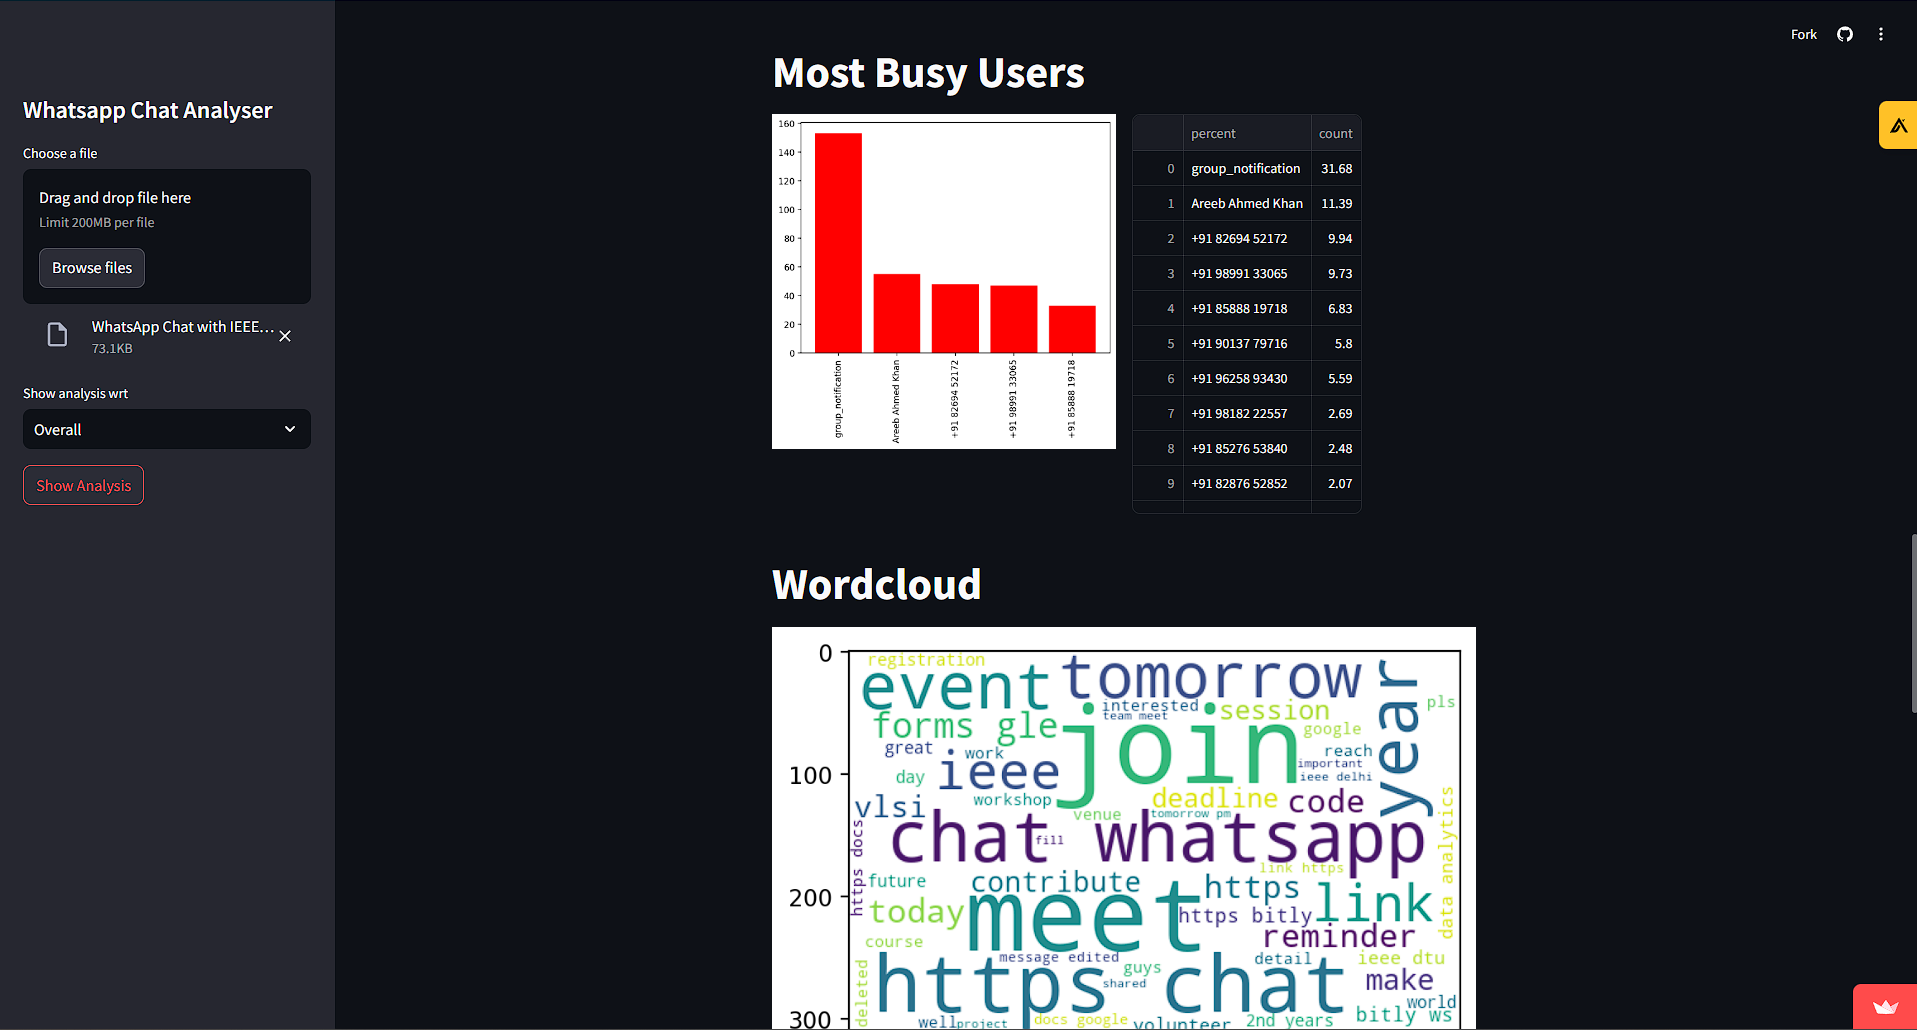 Fork
Whatsapp Chat Analyser
Choose a file
Drag and drop file here
Limit 200MB per file
Browse files
WhatsApp Chat with IEEE...
73.1KB
Show analysis wrt
Overall
Show Analysis
Most Busy Users
160
140
120
100
80
60
40
20
0
group_notification
Areeb Ahmed Khan
+91 82694 52172
+91 98991 33065
+91 85888 19718
percent count
0 group_notification 31.68
1 Areeb Ahmed Khan 11.39
2 +91 82694 52172 9.94
3 +91 98991 33065 9.73
4 +91 85888 19718 6.83
5 +91 90137 79716 5.8
6 +91 96258 93430 5.59
7 +91 98182 22557 2.69
8 +91 85276 53840 2.48
9 +91 82876 52852 2.07
Wordcloud
0
100
200
300
registration
event
tomorrow
year
pls
interested
team meet
session
forms gle
join
google
great
work
reach
important
ieee delhi
day
ieee
workshop
deadline
code
vlsi
venue
tomorrow pm
chat whatsapp
fill
https docs
data analytics
link https
future
contribute
https
link
today
meet
https bitly
reminder
course
message edited
detail
ieee dtu
guys
https chat
shared
make
deleted
world
well
project
docs google
volunteer
2nd years
bitly ws